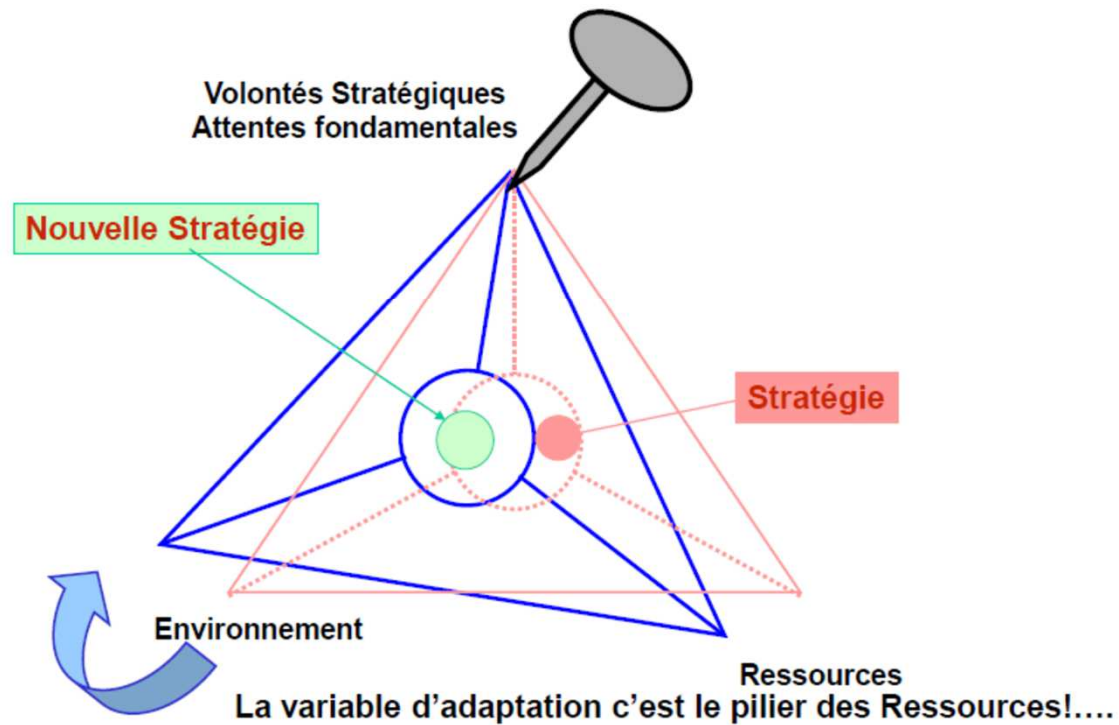 Volontés Stratégiques
Attentes fondamentales
Nouvelle Stratégie
Stratégie
Environnement
Ressources
La variable d'adaptation c'est le pilier des Ressources!….